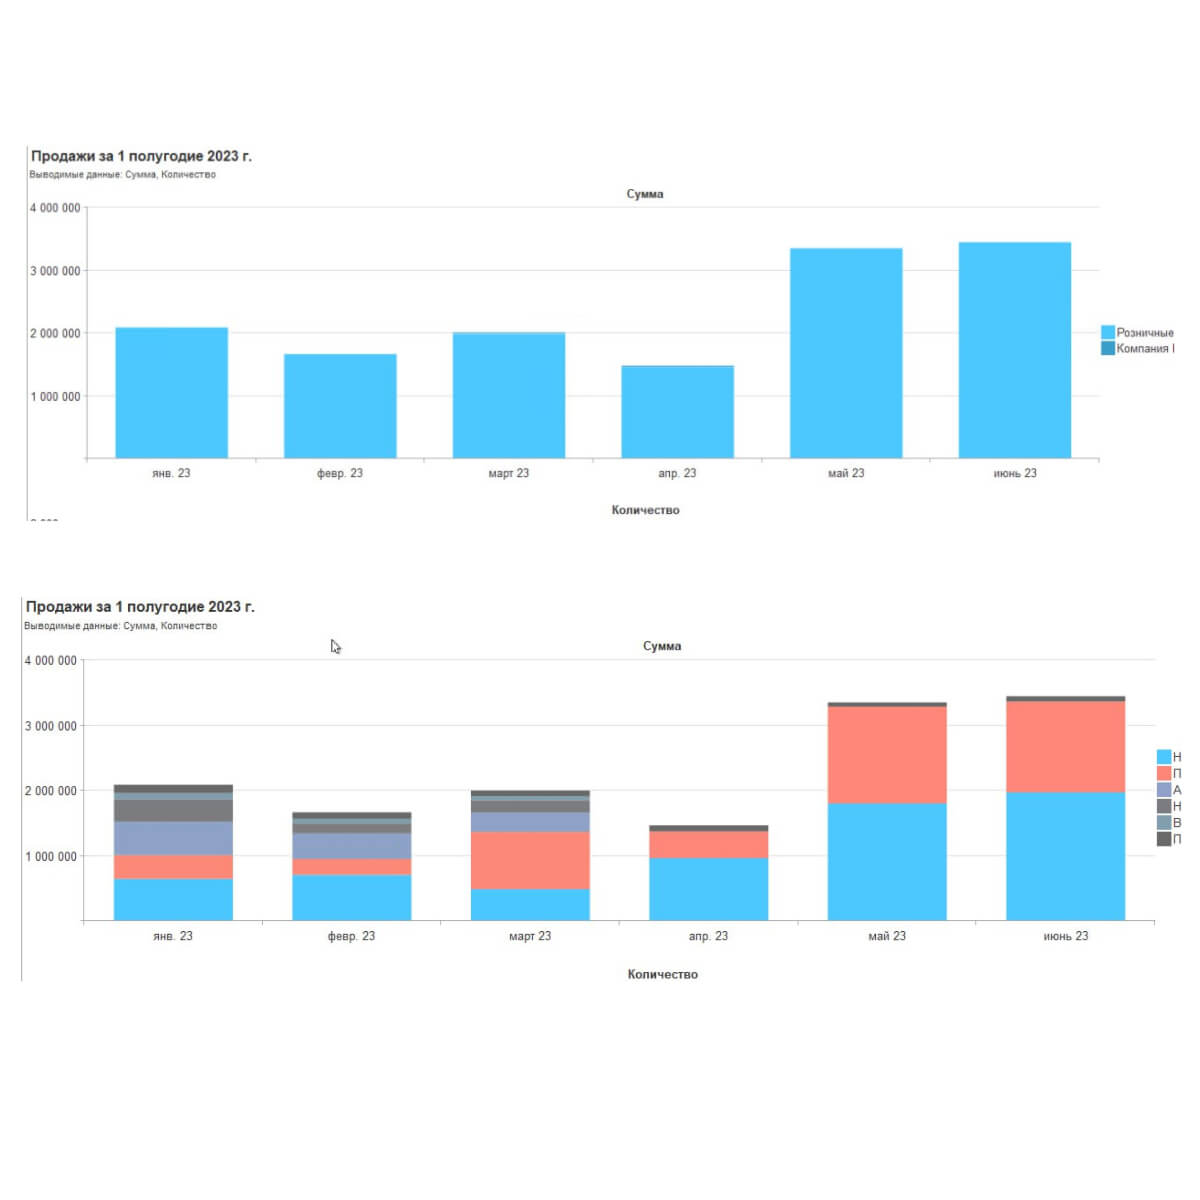 Продажи за 1 полугодие 2023 г.
Выводимые данные: Сумма, Количество
Сумма
4 000 000
3 000 000
2 000 000
1 000 000
Розничные
Компания
янв. 23 февр. 23 март 23 апр. 23 май 23 июнь 23
Количество
Продажи за 1 полугодие 2023 г.
Выводимые данные: Сумма, Количество
Сумма
4 000 000
3 000 000
2 000 000
1 000 000
Н
П
А
Н
В
П
янв. 23 февр. 23 март 23 апр. 23 май 23 июнь 23
Количество